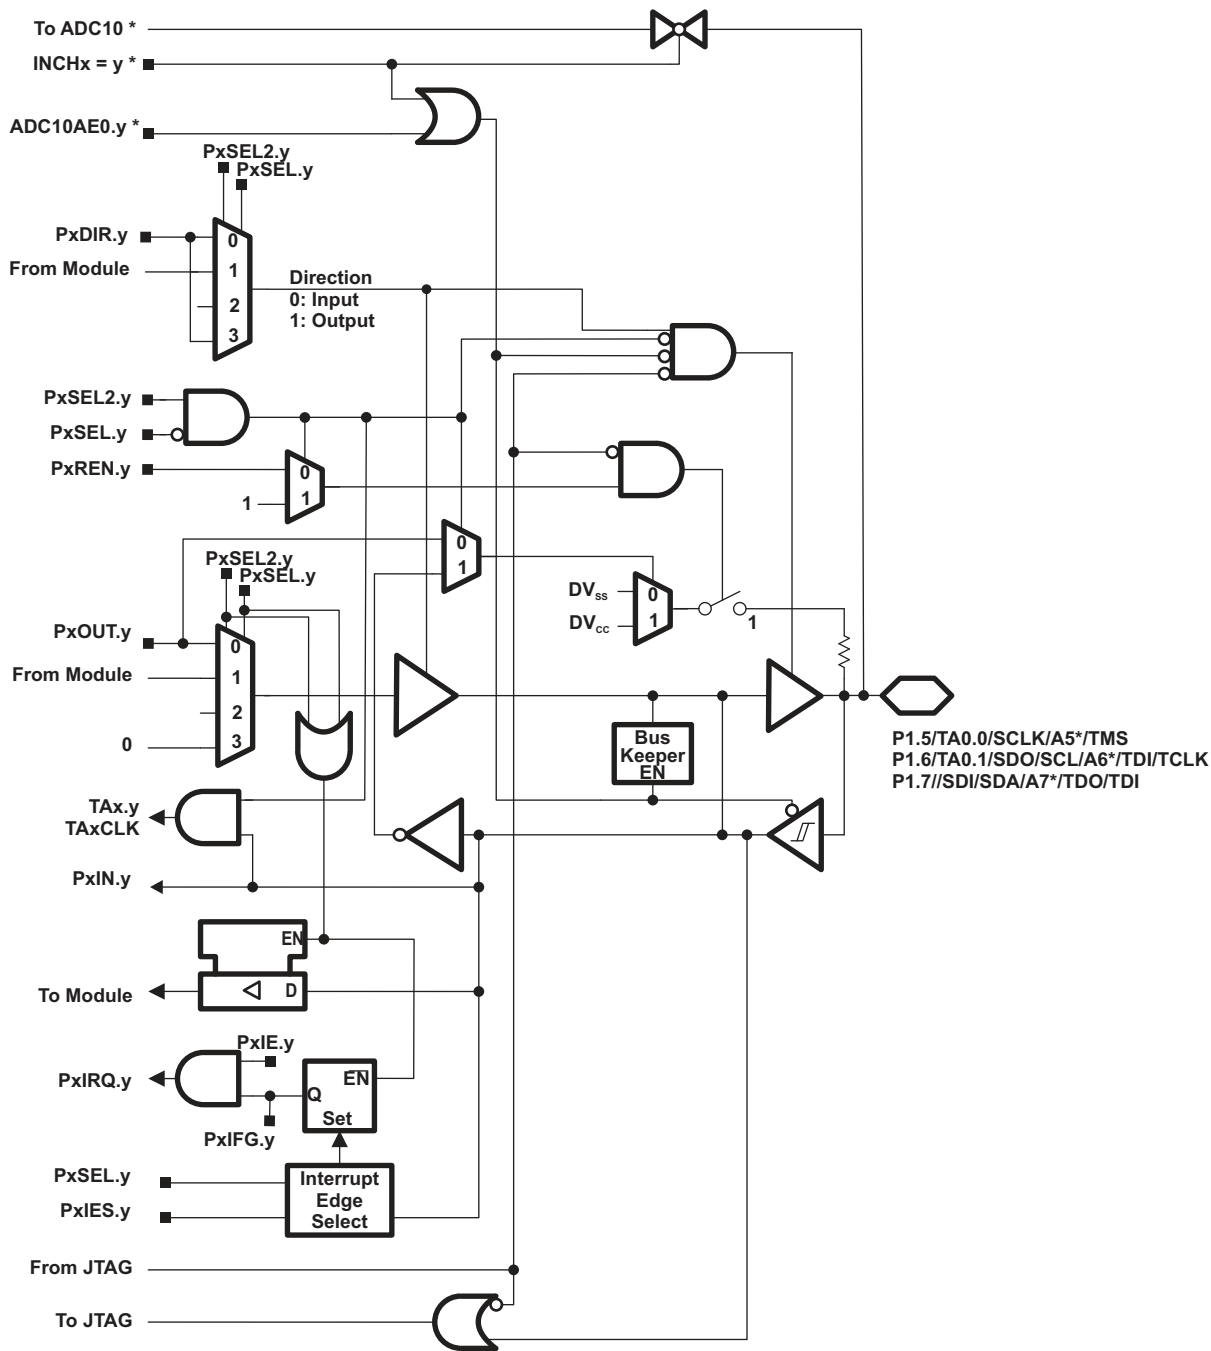 To ADC10 *
INCHx = y *
ADC10AE0.y *
PxSEL2.y
PxSEL.y
PxDIR.y
0
From Module
1
2
3
Direction
0: Input
1: Output
PxSEL2.y
PxSEL.y
PxREN.y
0
1
1
0
1
PxSEL2.y
PxSEL.y
DVss
0
DVcc
1
1
PxOUT.y
0
From Module
1
2
0
3
Bus
Keeper
EN
P1.5/TA0.0/SCLK/A5*/TMS
P1.6/TA0.1/SDO/SCL/A6*/TDI/TCLK
P1.7//SDI/SDA/A7*/TDO/TDI
TAx.y
TAxCLK
PxIN.y
EN
To Module
D
PxIE.y
PxIRQ.y
EN
Q
Set
PxIFG.y
PxSEL.y
PxIES.y
Interrupt
Edge
Select
From JTAG
To JTAG